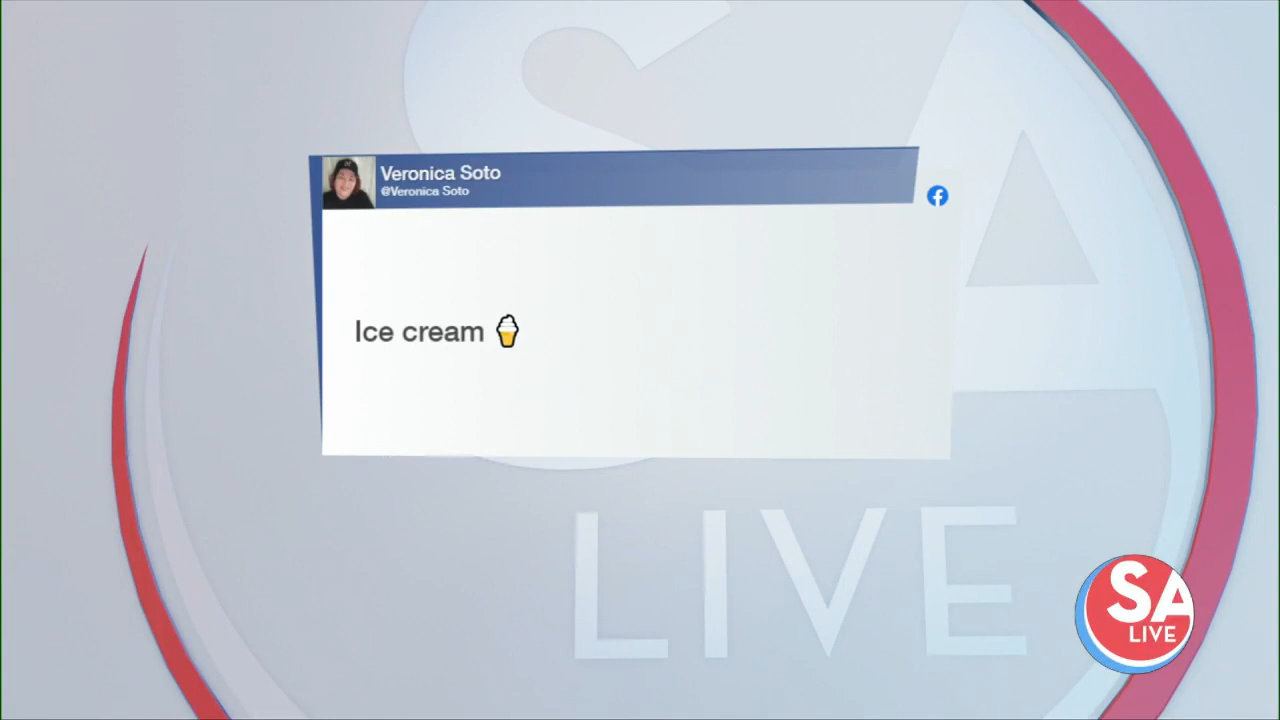 Veronica Soto
@Veronica Soto
Ice cream 🍦
SA
LIVE
SA
LIVE